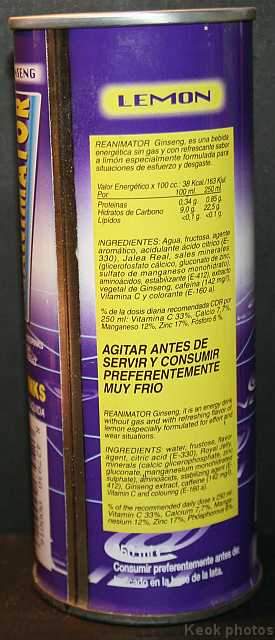 LEMON
NSENG
REANIMATOR Ginseng, es una bebida
energética sin gas y con refrescante sabor
a limón especialmente formulada para
situaciones de esfuerzo y desgaste.
Valor Energético x 100 cc.: 38 Kcal./163 Kjul.
Por 100 ml. 250 ml.
Proteinas 0,34 g. 0,85 g.
Hidratos de Carbono 9,0 g. 22,5 g.
Lípidos <0,1 g. <0,1 g.
INGREDIENTES: Agua, fructosa, agente
aromático, acidulante ácido cítrico (E-
330), Jalea Real, sales minerales
(glicerofosfato cálcico, gluconato de zinc,
sulfato de manganeso monohidrato),
aminoácidos, estabilizante (E-412), extracto
vegetal de Ginseng, cafeína (142 mg/l),
Vitamina C y colorante (E-160 a).
% de la dosis diaria recomendada CDR por
250 ml: Vitamina C 33%, Calcio 7,7%,
Manganeso 12%, Zinc 17%, Fósforo 8 %.
AGITAR ANTES DE
SERVIR Y CONSUMIR
PREFERENTEMENTE
MUY FRIO
REANIMATOR Ginseng, it is an energy drink
without gas and with refreshing flavor of
lemon especially formulated for effort and
wear situations.
INGREDIENTS: water, frustose, flavor
agent, citric acid (E-330), Royal Jelly,
minerals (calcic glycerophosphate, zinc
gluconate, manganesium monohydrated
sulphate), aminoacids, stabilizing agent (E-
412), Ginseng extract, caffeine (142 mg/l),
Vitamin C and colouring (E-160 a).
% of the recommended daily dose x 250 ml:
Vitamin C 33%, Calcium 7,7%, Manga-
nesium 12%, Zinc 17%, Phosphorus 8%.
Consumir preferentemente antes de:
indicado en la base de la lata.
MATOR
NKS
Keok photos